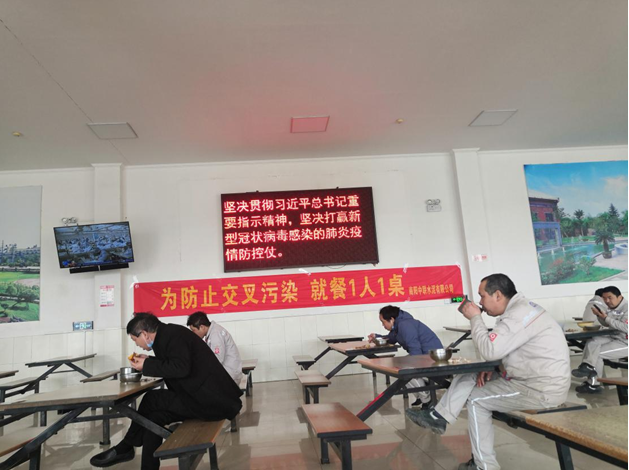 坚决贯彻习近平总书记重
要指示精神，坚决打赢新
型冠状病毒感染的肺炎疫
情防控仗。
为防止交叉污染 就餐1人1桌